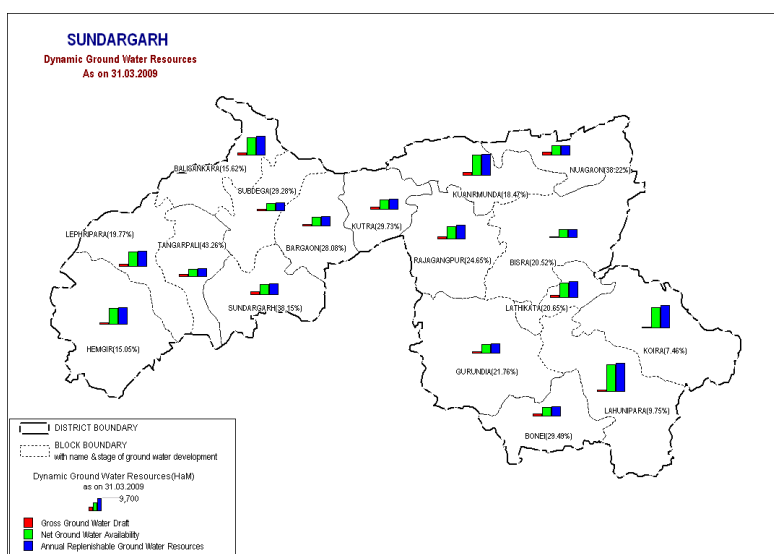 SUNDARGARH
Dynamic Ground Water Resources
As on 31.03.2009
BALISANKARA(15.62%)
NUAGAON(38.22%)
SUBDEGA(29.28%)
KUANRMUNDA(18.47%)
LEPHRIPARA(19.77%)
TANGARPALI(43.26%)
BARGAON(28.08%)
KUTRA(29.73%)
RAJAGANGPUR(24.65%)
BISRA(20.52%)
SUNDARGARH(38.15%)
LATHIKATA(20.65%)
HEMGIR(15.05%)
KOIRA(7.46%)
GURUNDIA(21.76%)
LAHUNIPARA(9.75%)
BONEI(29.49%)
DISTRICT BOUNDARY
BLOCK BOUNDARY
with name & stage of ground water development
Dynamic Ground Water Resources(HaM)
as on 31.03.2009
9,700
Gross Ground Water Draft
Net Ground Water Availability
Annual Replenishable Ground Water Resources